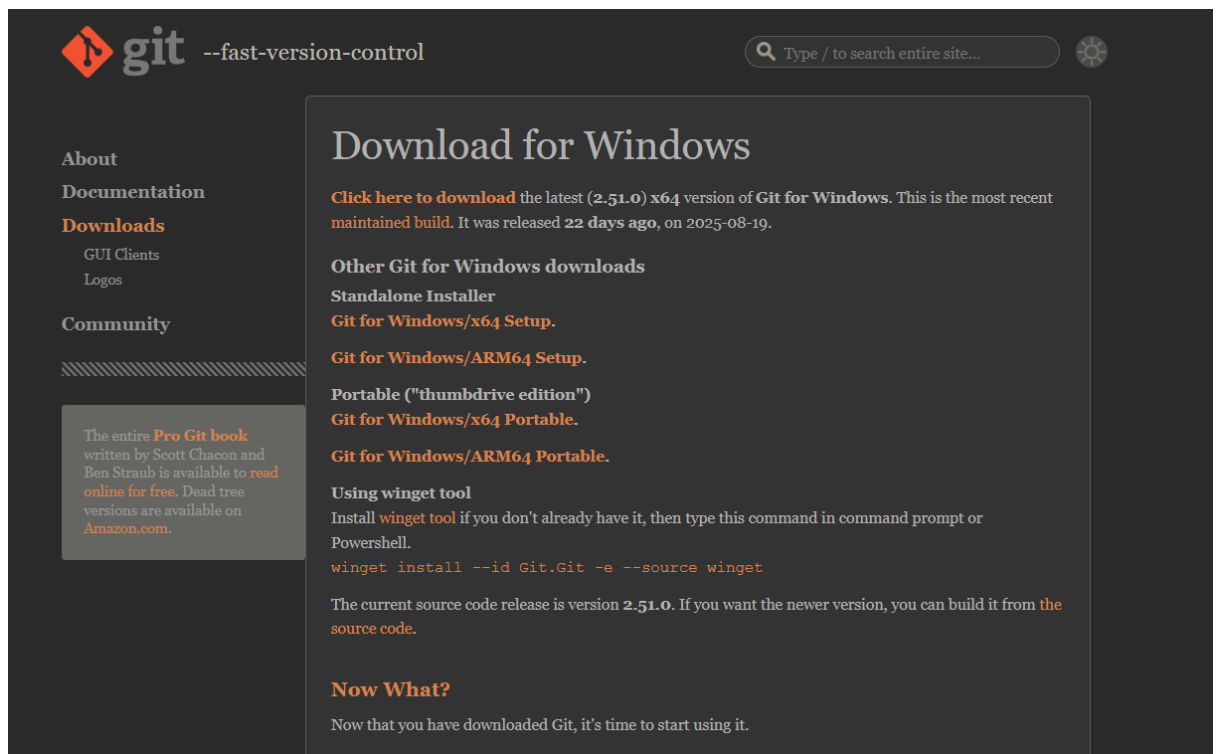 git --fast-version-control
Type / to search entire site...
About
Documentation
Downloads
GUI Clients
Logos
Community
The entire Pro Git book
written by Scott Chacon and
Ben Straub is available to read
online for free. Dead tree
versions are available on
Amazon.com.
Download for Windows
Click here to download the latest (2.51.0) x64 version of Git for Windows. This is the most recent
maintained build. It was released 22 days ago, on 2025-08-19.
Other Git for Windows downloads
Standalone Installer
Git for Windows/x64 Setup.
Git for Windows/ARM64 Setup.
Portable ("thumbdrive edition")
Git for Windows/x64 Portable.
Git for Windows/ARM64 Portable.
Using winget tool
Install winget tool if you don't already have it, then type this command in command prompt or
Powershell.
winget install --id Git.Git -e --source winget
The current source code release is version 2.51.0. If you want the newer version, you can build it from the
source code.
Now What?
Now that you have downloaded Git, it's time to start using it.